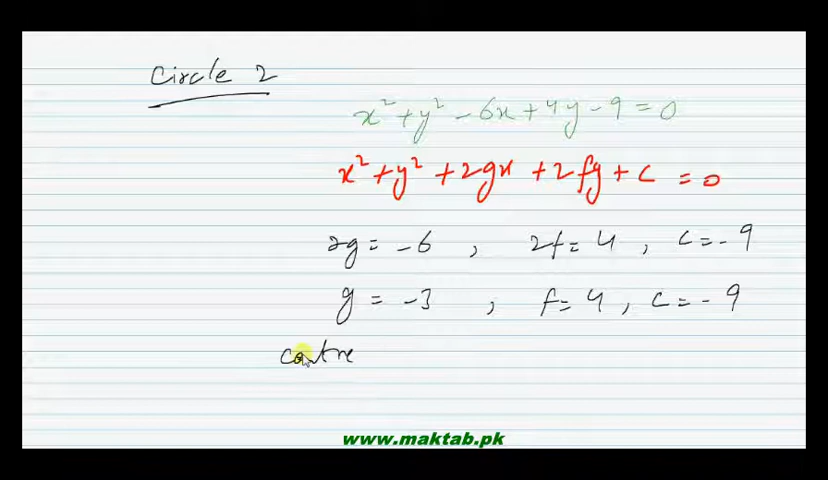 Circle 2
x² + y² - 6x + 4y - 9 = 0
x² + y² + 2gx + 2fy + c = 0
2g = -6 , 2f = 4 , c = -9
g = -3 , f = 4 , c = -9
centre
www.maktab.pk